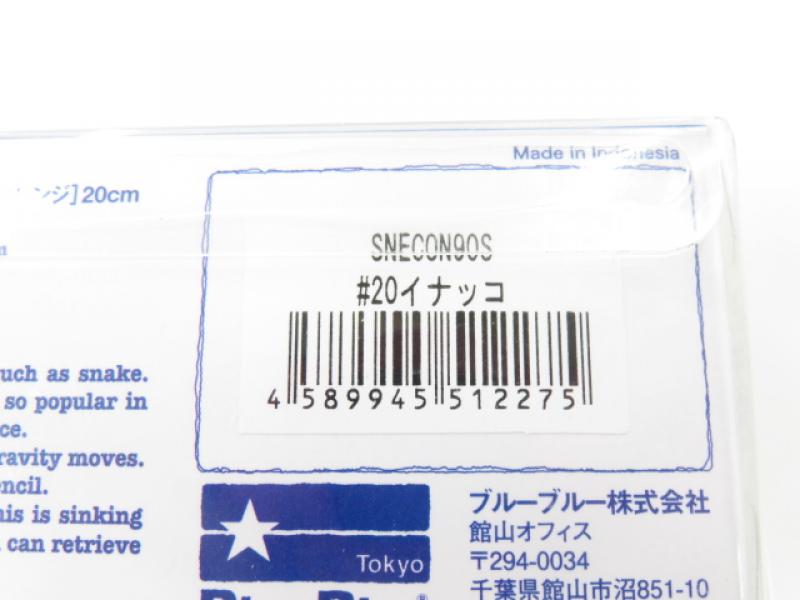 Made in Indonesia
ンジ] 20cm
SNECON90S
#20イナッコ
4 589945 512275
uch as snake.
so popular in
ce.
ravity moves.
encil.
his is sinking
can retrieve
Tokyo
ブルーブルー株式会社
館山オフィス
〒294-0034
千葉県館山市沼851-10